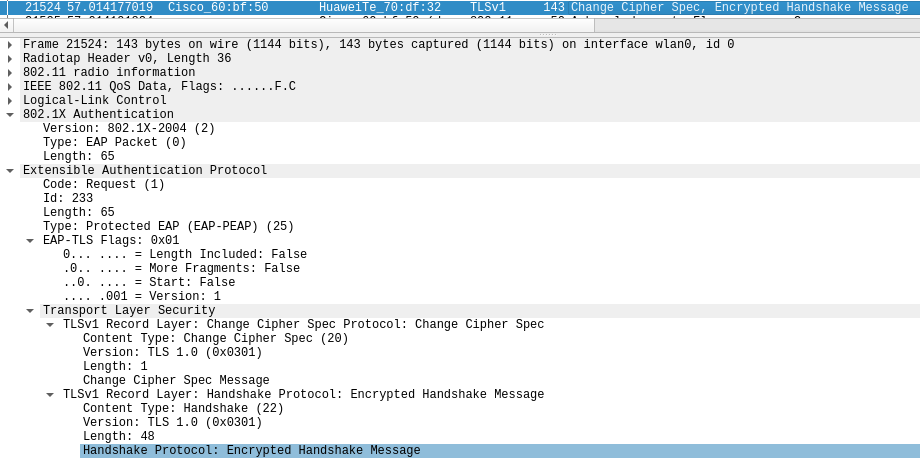 21524 57.014177019 Cisco_60:bf:50 HuaweiTe_70:df:32 TLSv1 143 Change Cipher Spec, Encrypted Handshake Message
Frame 21524: 143 bytes on wire (1144 bits), 143 bytes captured (1144 bits) on interface wlan0, id 0
Radiotap Header v0, Length 36
802.11 radio information
IEEE 802.11 QoS Data, Flags: ......F.C
Logical-Link Control
802.1X Authentication
Version: 802.1X-2004 (2)
Type: EAP Packet (0)
Length: 65
Extensible Authentication Protocol
Code: Request (1)
Id: 233
Length: 65
Type: Protected EAP (EAP-PEAP) (25)
EAP-TLS Flags: 0x01
0... .... = Length Included: False
.0.. .... = More Fragments: False
..0. .... = Start: False
.... .001 = Version: 1
Transport Layer Security
TLSv1 Record Layer: Change Cipher Spec Protocol: Change Cipher Spec
Content Type: Change Cipher Spec (20)
Version: TLS 1.0 (0x0301)
Length: 1
Change Cipher Spec Message
TLSv1 Record Layer: Handshake Protocol: Encrypted Handshake Message
Content Type: Handshake (22)
Version: TLS 1.0 (0x0301)
Length: 48
Handshake Protocol: Encrypted Handshake Message